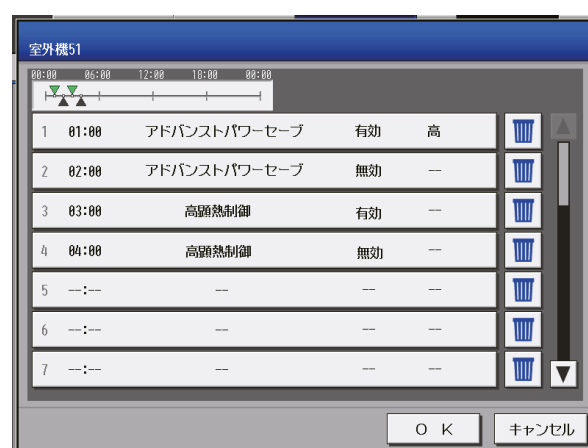 室外機51
00:00 06:00 12:00 18:00 00:00
1 01:00 アドバンストパワーセーブ 有効 高
2 02:00 アドバンストパワーセーブ 無効 --
3 03:00 高顕熱制御 有効 --
4 04:00 高顕熱制御 無効 --
5 --:-- -- -- --
6 --:-- -- -- --
7 --:-- -- -- --
OK キャンセル